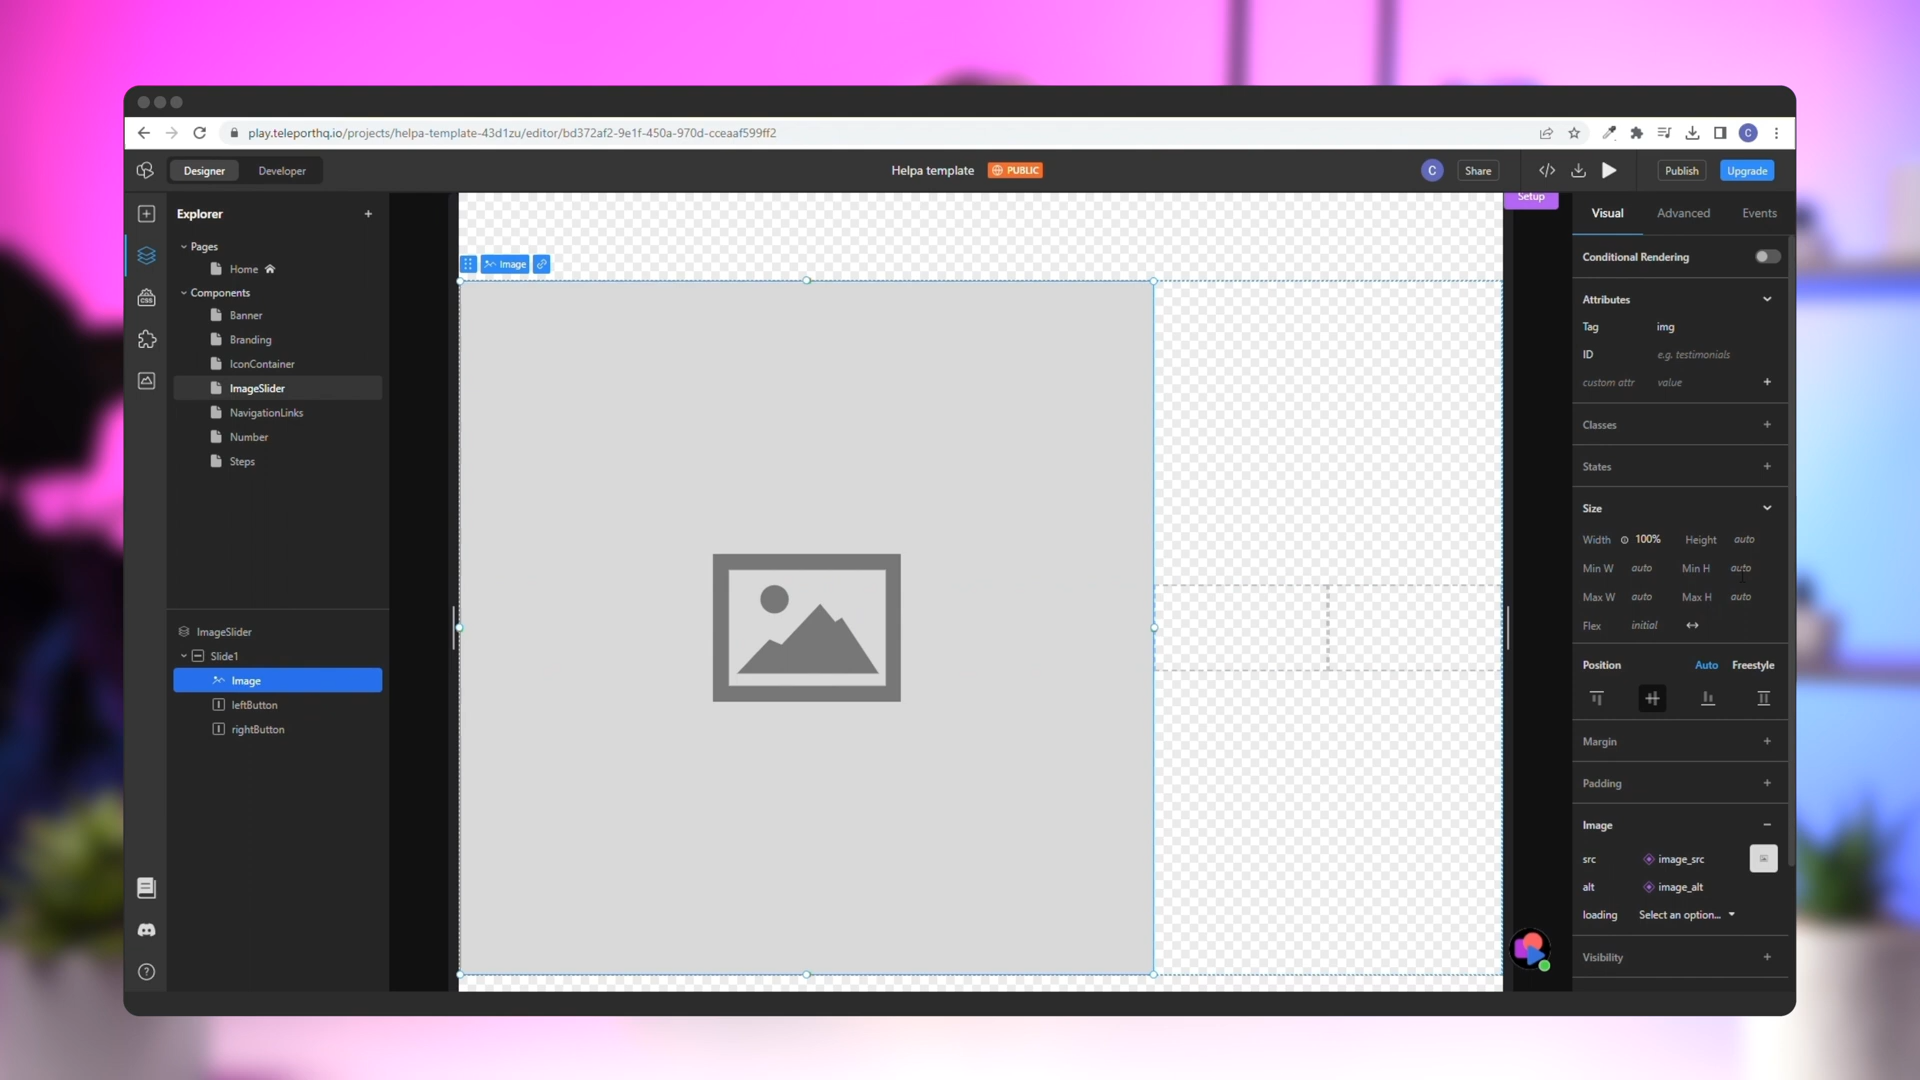 play.teleporthq.io/projects/helpa-template-43d1zu/editor/bd372af2-9e1f-450a-970d-cceaaf599ff2
C
Designer
Developer
Helpa template
PUBLIC
C
Share
Publish
Upgrade
Explorer
Pages
Home
Components
Banner
Branding
IconContainer
ImageSlider
NavigationLinks
Number
Steps
CSS
ImageSlider
Slide1
Image
leftButton
rightButton
Image
Setup
Visual
Advanced
Events
Conditional Rendering
Attributes
Tag img
ID e.g. testimonials
custom attr value
Classes
States
Size
Width 100% Height auto
Min W auto Min H auto
Max W auto Max H auto
Flex initial
Position Auto Freestyle
Margin
Padding
Image
src image_src
alt image_alt
loading Select an option...
Visibility